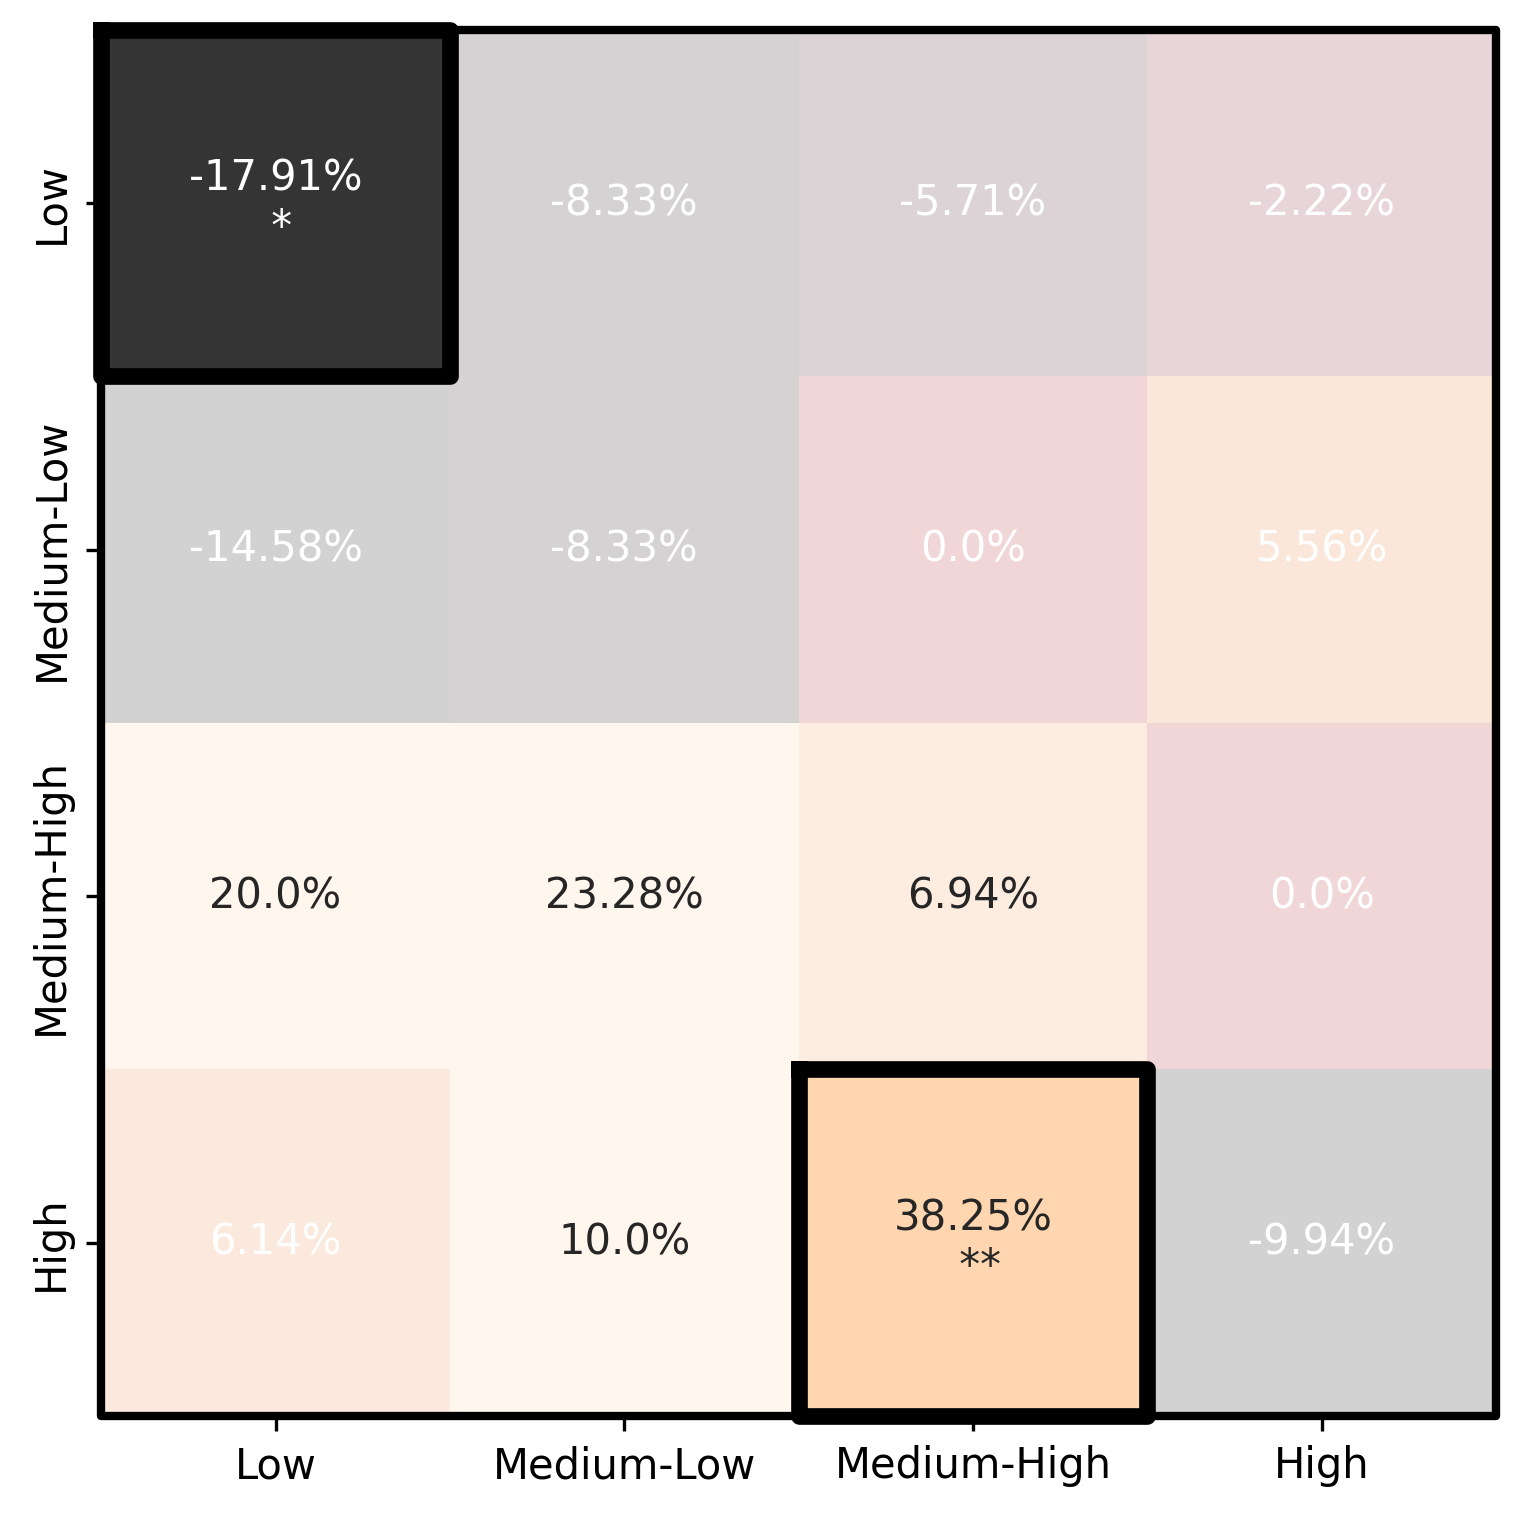 Low
-17.91%
*
-8.33%
-5.71%
-2.22%
Medium-Low
-14.58%
-8.33%
0.0%
5.56%
Medium-High
20.0%
23.28%
6.94%
0.0%
High
6.14%
10.0%
38.25%
**
-9.94%
Low
Medium-Low
Medium-High
High